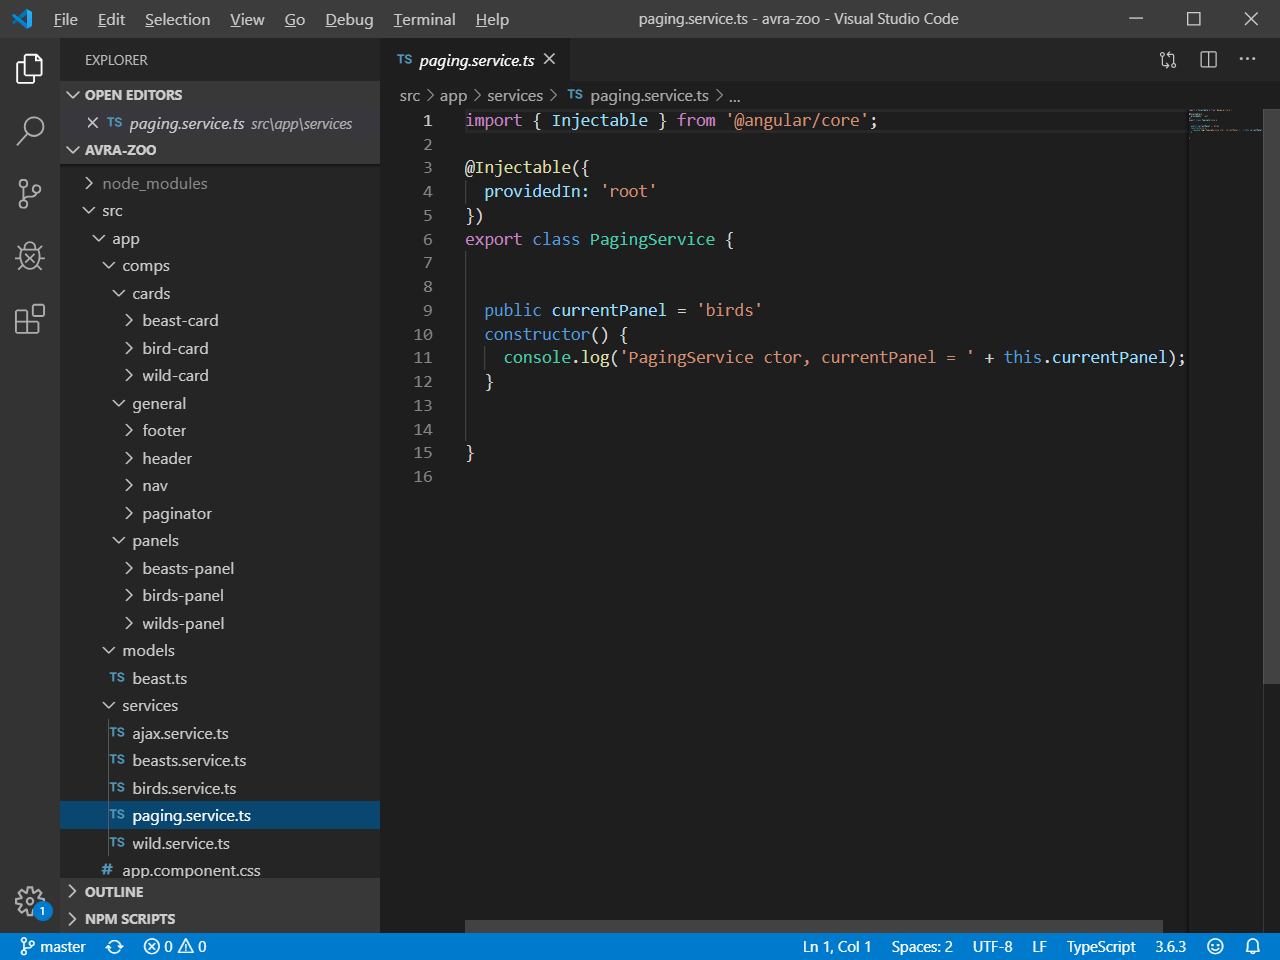 File Edit Selection View Go Debug Terminal Help paging.service.ts - avra-zoo - Visual Studio Code
EXPLORER
OPEN EDITORS
TS paging.service.ts src\app\services
AVRA-ZOO
node_modules
src
app
comps
cards
beast-card
bird-card
wild-card
general
footer
header
nav
paginator
panels
beasts-panel
birds-panel
wilds-panel
models
TS beast.ts
services
TS ajax.service.ts
TS beasts.service.ts
TS birds.service.ts
TS paging.service.ts
TS wild.service.ts
# app.component.css
OUTLINE
NPM SCRIPTS
1
TS paging.service.ts
src > app > services > TS paging.service.ts > ...
1 import { Injectable } from '@angular/core';
2
3 @Injectable({
4 providedIn: 'root'
5 })
6 export class PagingService {
7
8
9 public currentPanel = 'birds'
10 constructor() {
11 console.log('PagingService ctor, currentPanel = ' + this.currentPanel);
12 }
13
14
15 }
16
master 0 0 Ln 1, Col 1 Spaces: 2 UTF-8 LF TypeScript 3.6.3